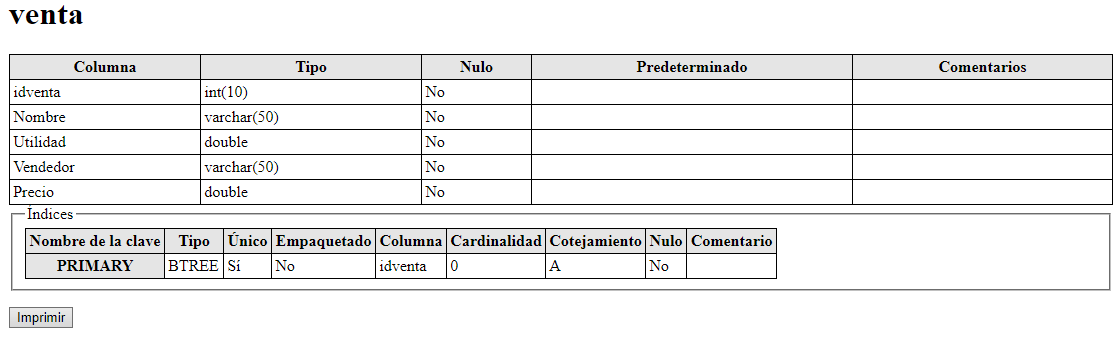 venta
Columna Tipo Nulo Predeterminado Comentarios
idventa int(10) No
Nombre varchar(50) No
Utilidad double No
Vendedor varchar(50) No
Precio double No
Índices
Nombre de la clave Tipo Único Empaquetado Columna Cardinalidad Cotejamiento Nulo Comentario
PRIMARY BTREE Sí No idventa 0 A No
Imprimir